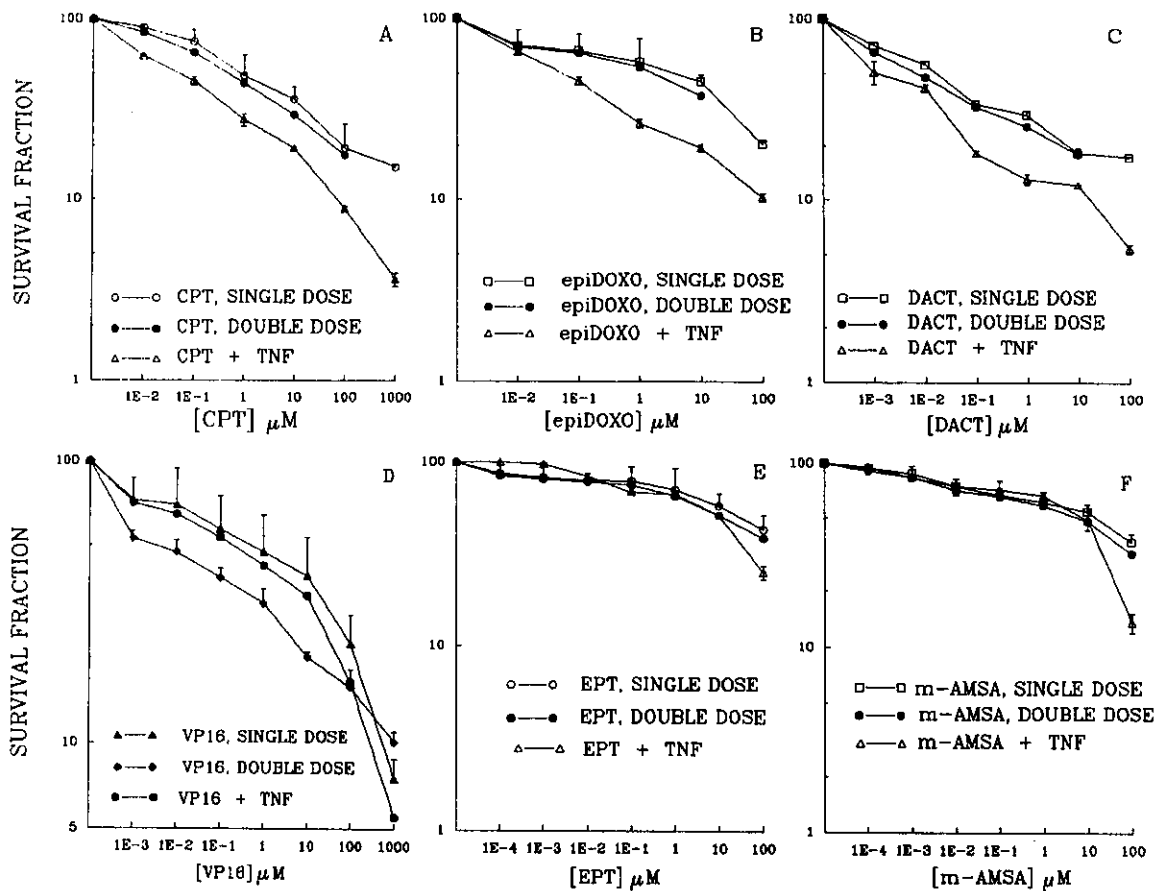 SURVIVAL FRACTION
100
10
1
A
CPT, SINGLE DOSE
CPT, DOUBLE DOSE
CPT + TNF
1E-2 1E-1 1 10 100 1000
[CPT] μM
100
10
1
B
epiDOXO, SINGLE DOSE
epiDOXO, DOUBLE DOSE
epiDOXO + TNF
1E-2 1E-1 1 10 100
[epiDOXO] μM
100
10
1
C
DACT, SINGLE DOSE
DACT, DOUBLE DOSE
DACT + TNF
1E-3 1E-2 1E-1 1 10 100
[DACT] μM
SURVIVAL FRACTION
100
10
5
D
VP16, SINGLE DOSE
VP16, DOUBLE DOSE
VP16 + TNF
1E-3 1E-2 1E-1 1 10 100 1000
[VP16] μM
100
10
1
E
EPT, SINGLE DOSE
EPT, DOUBLE DOSE
EPT + TNF
1E-4 1E-3 1E-2 1E-1 1 10 100
[EPT] μM
100
10
1
F
m-AMSA, SINGLE DOSE
m-AMSA, DOUBLE DOSE
m-AMSA + TNF
1E-4 1E-3 1E-2 1E-1 1 10 100
[m-AMSA] μM